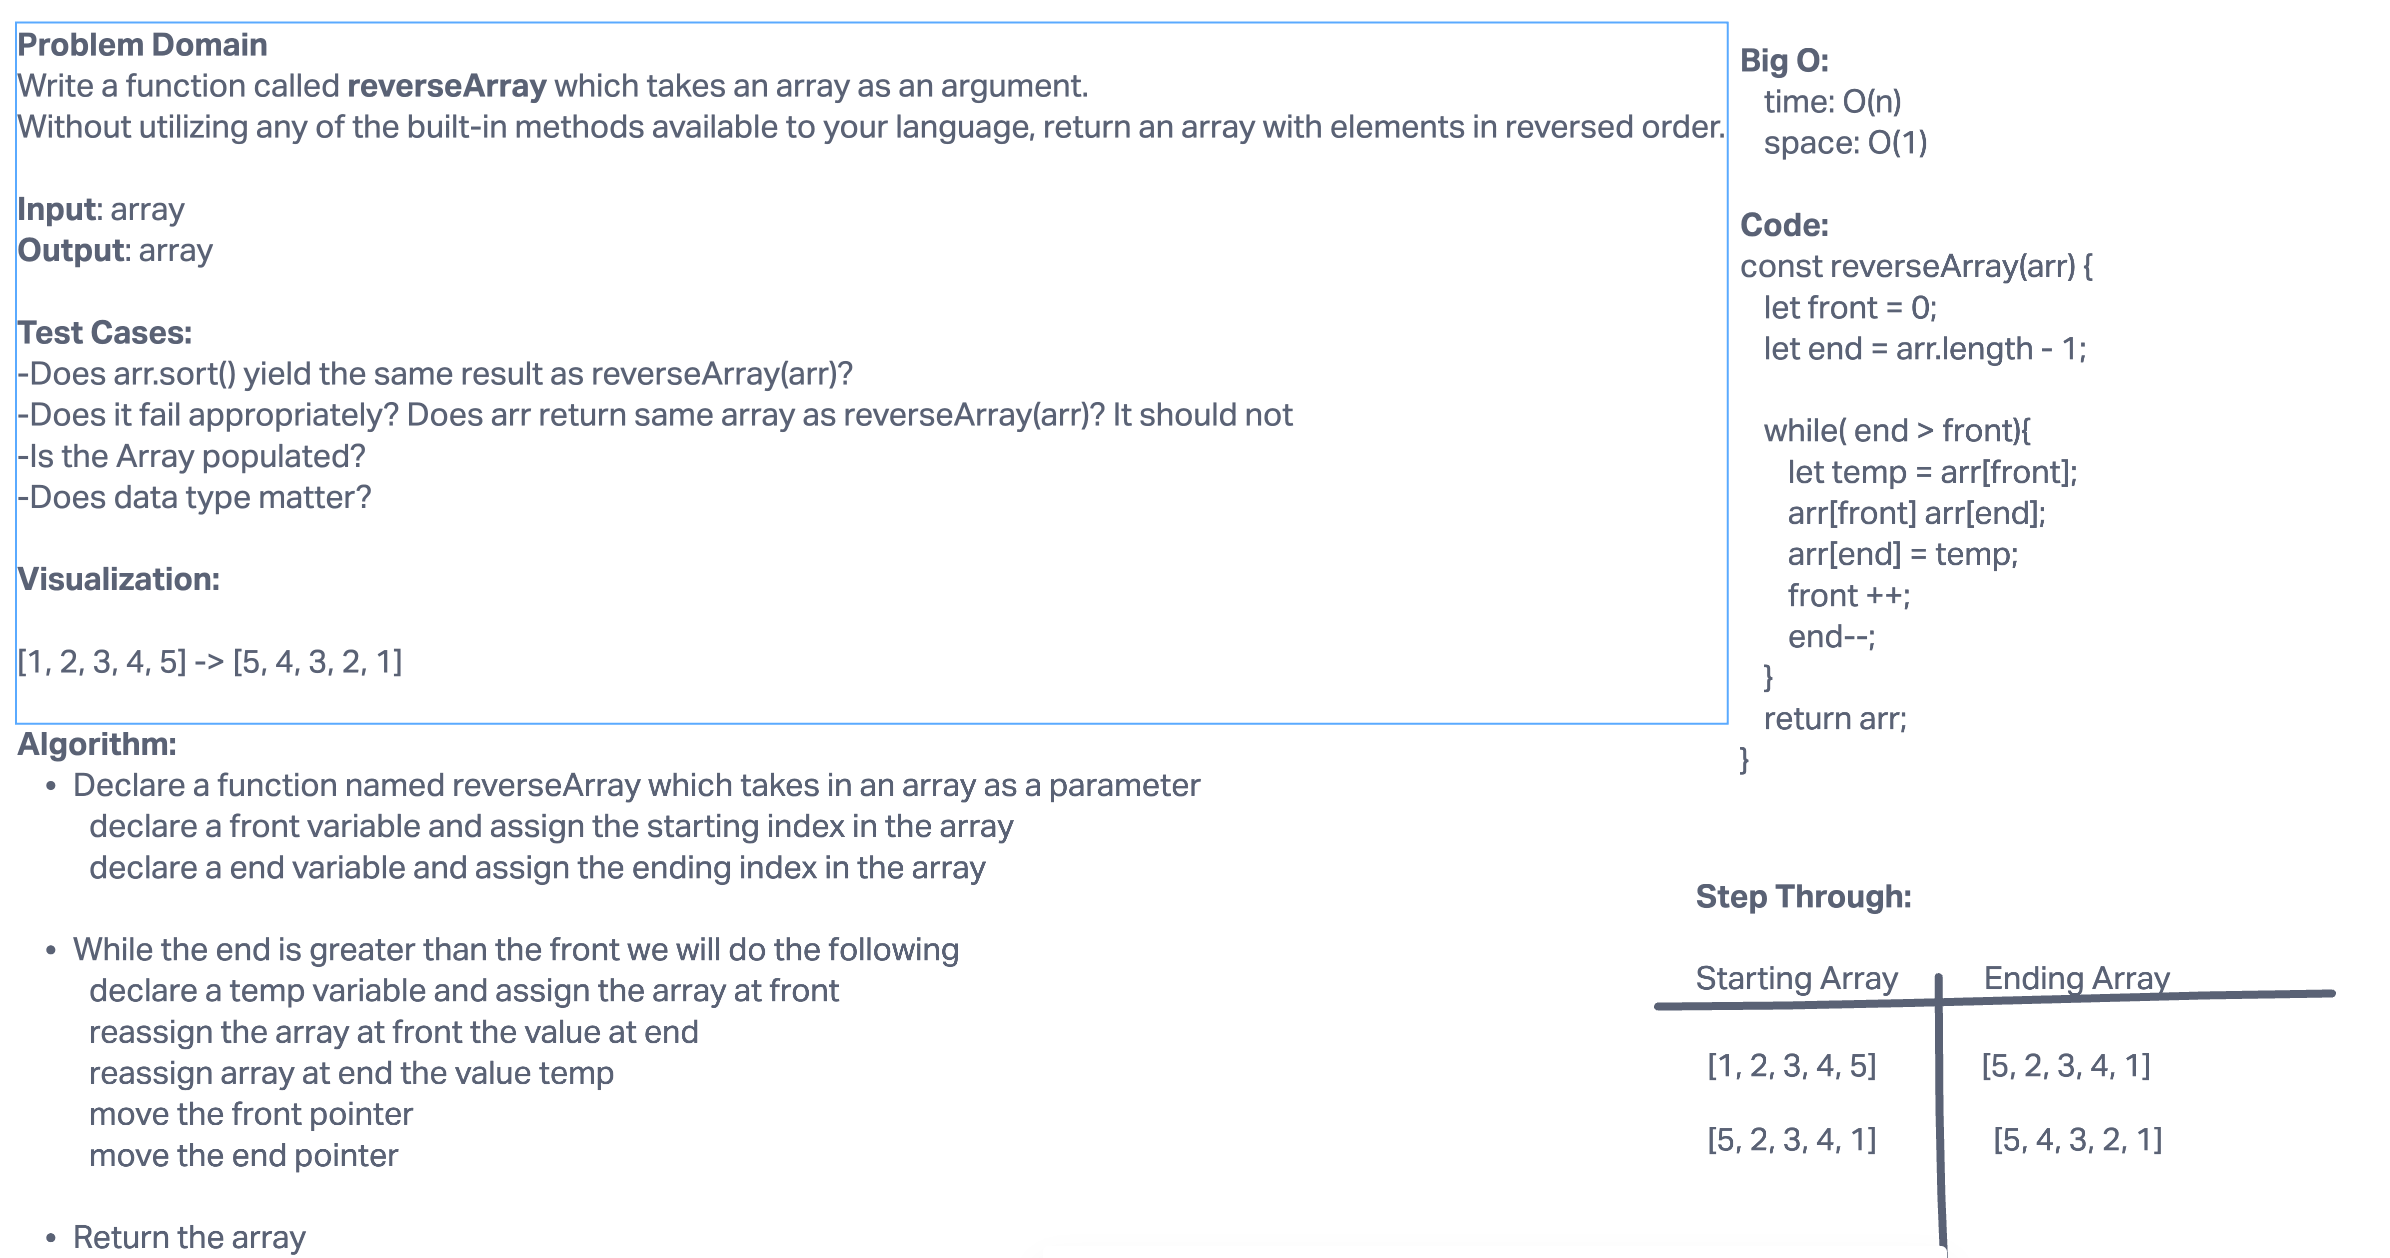 Problem Domain
Write a function called reverseArray which takes an array as an argument.
Without utilizing any of the built-in methods available to your language, return an array with elements in reversed order.
Input: array
Output: array
Test Cases:
-Does arr.sort() yield the same result as reverseArray(arr)?
-Does it fail appropriately? Does arr return same array as reverseArray(arr)? It should not
-Is the Array populated?
-Does data type matter?
Visualization:
[1, 2, 3, 4, 5] -> [5, 4, 3, 2, 1]
Algorithm:
• Declare a function named reverseArray which takes in an array as a parameter
declare a front variable and assign the starting index in the array
declare a end variable and assign the ending index in the array
• While the end is greater than the front we will do the following
declare a temp variable and assign the array at front
reassign the array at front the value at end
reassign array at end the value temp
move the front pointer
move the end pointer
• Return the array
Big O:
time: O(n)
space: O(1)
Code:
const reverseArray(arr) {
let front = 0;
let end = arr.length - 1;
while( end > front){
let temp = arr[front];
arr[front] arr[end];
arr[end] = temp;
front ++;
end--;
}
return arr;
}
Step Through:
Starting Array Ending Array
[1, 2, 3, 4, 5] [5, 2, 3, 4, 1]
[5, 2, 3, 4, 1] [5, 4, 3, 2, 1]